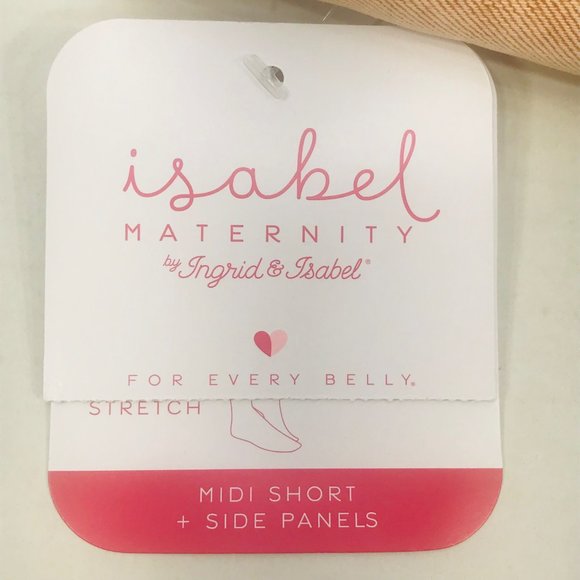 isabel
MATERNITY
by Ingrid & Isabel®
FOR EVERY BELLY®
STRETCH
MIDI SHORT
+ SIDE PANELS